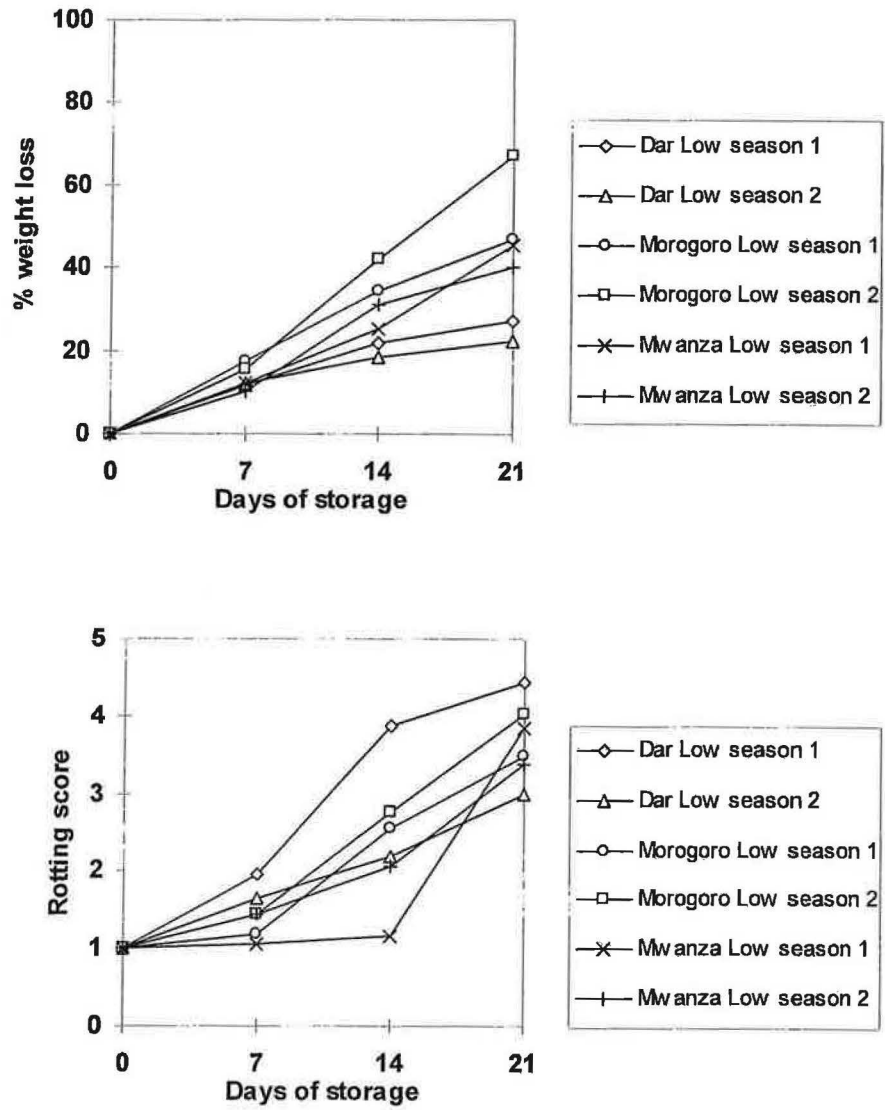 100
80
60
40
20
0
% weight loss
0 7 14 21
Days of storage
Dar Low season 1
Dar Low season 2
Morogoro Low season 1
Morogoro Low season 2
Mwanza Low season 1
Mwanza Low season 2
5
4
3
2
1
0
Rotting score
0 7 14 21
Days of storage
Dar Low season 1
Dar Low season 2
Morogoro Low season 1
Morogoro Low season 2
Mwanza Low season 1
Mwanza Low season 2